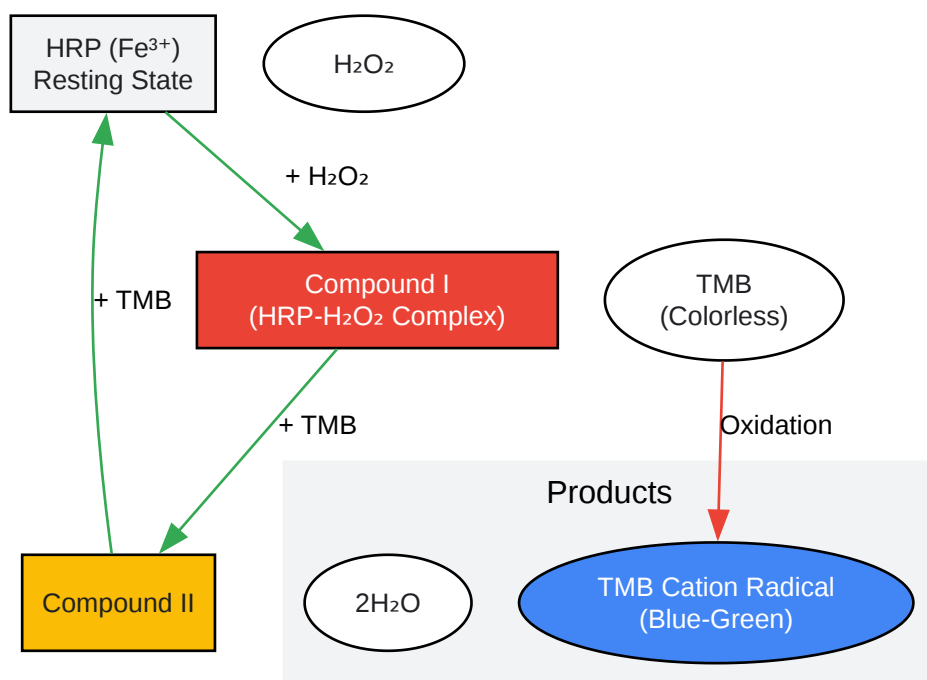 HRP (Fe³⁺)
Resting State
H₂O₂
+ H₂O₂
Compound I
(HRP-H₂O₂ Complex)
TMB
(Colorless)
+ TMB
+ TMB
Oxidation
Products
Compound II
2H₂O
TMB Cation Radical
(Blue-Green)